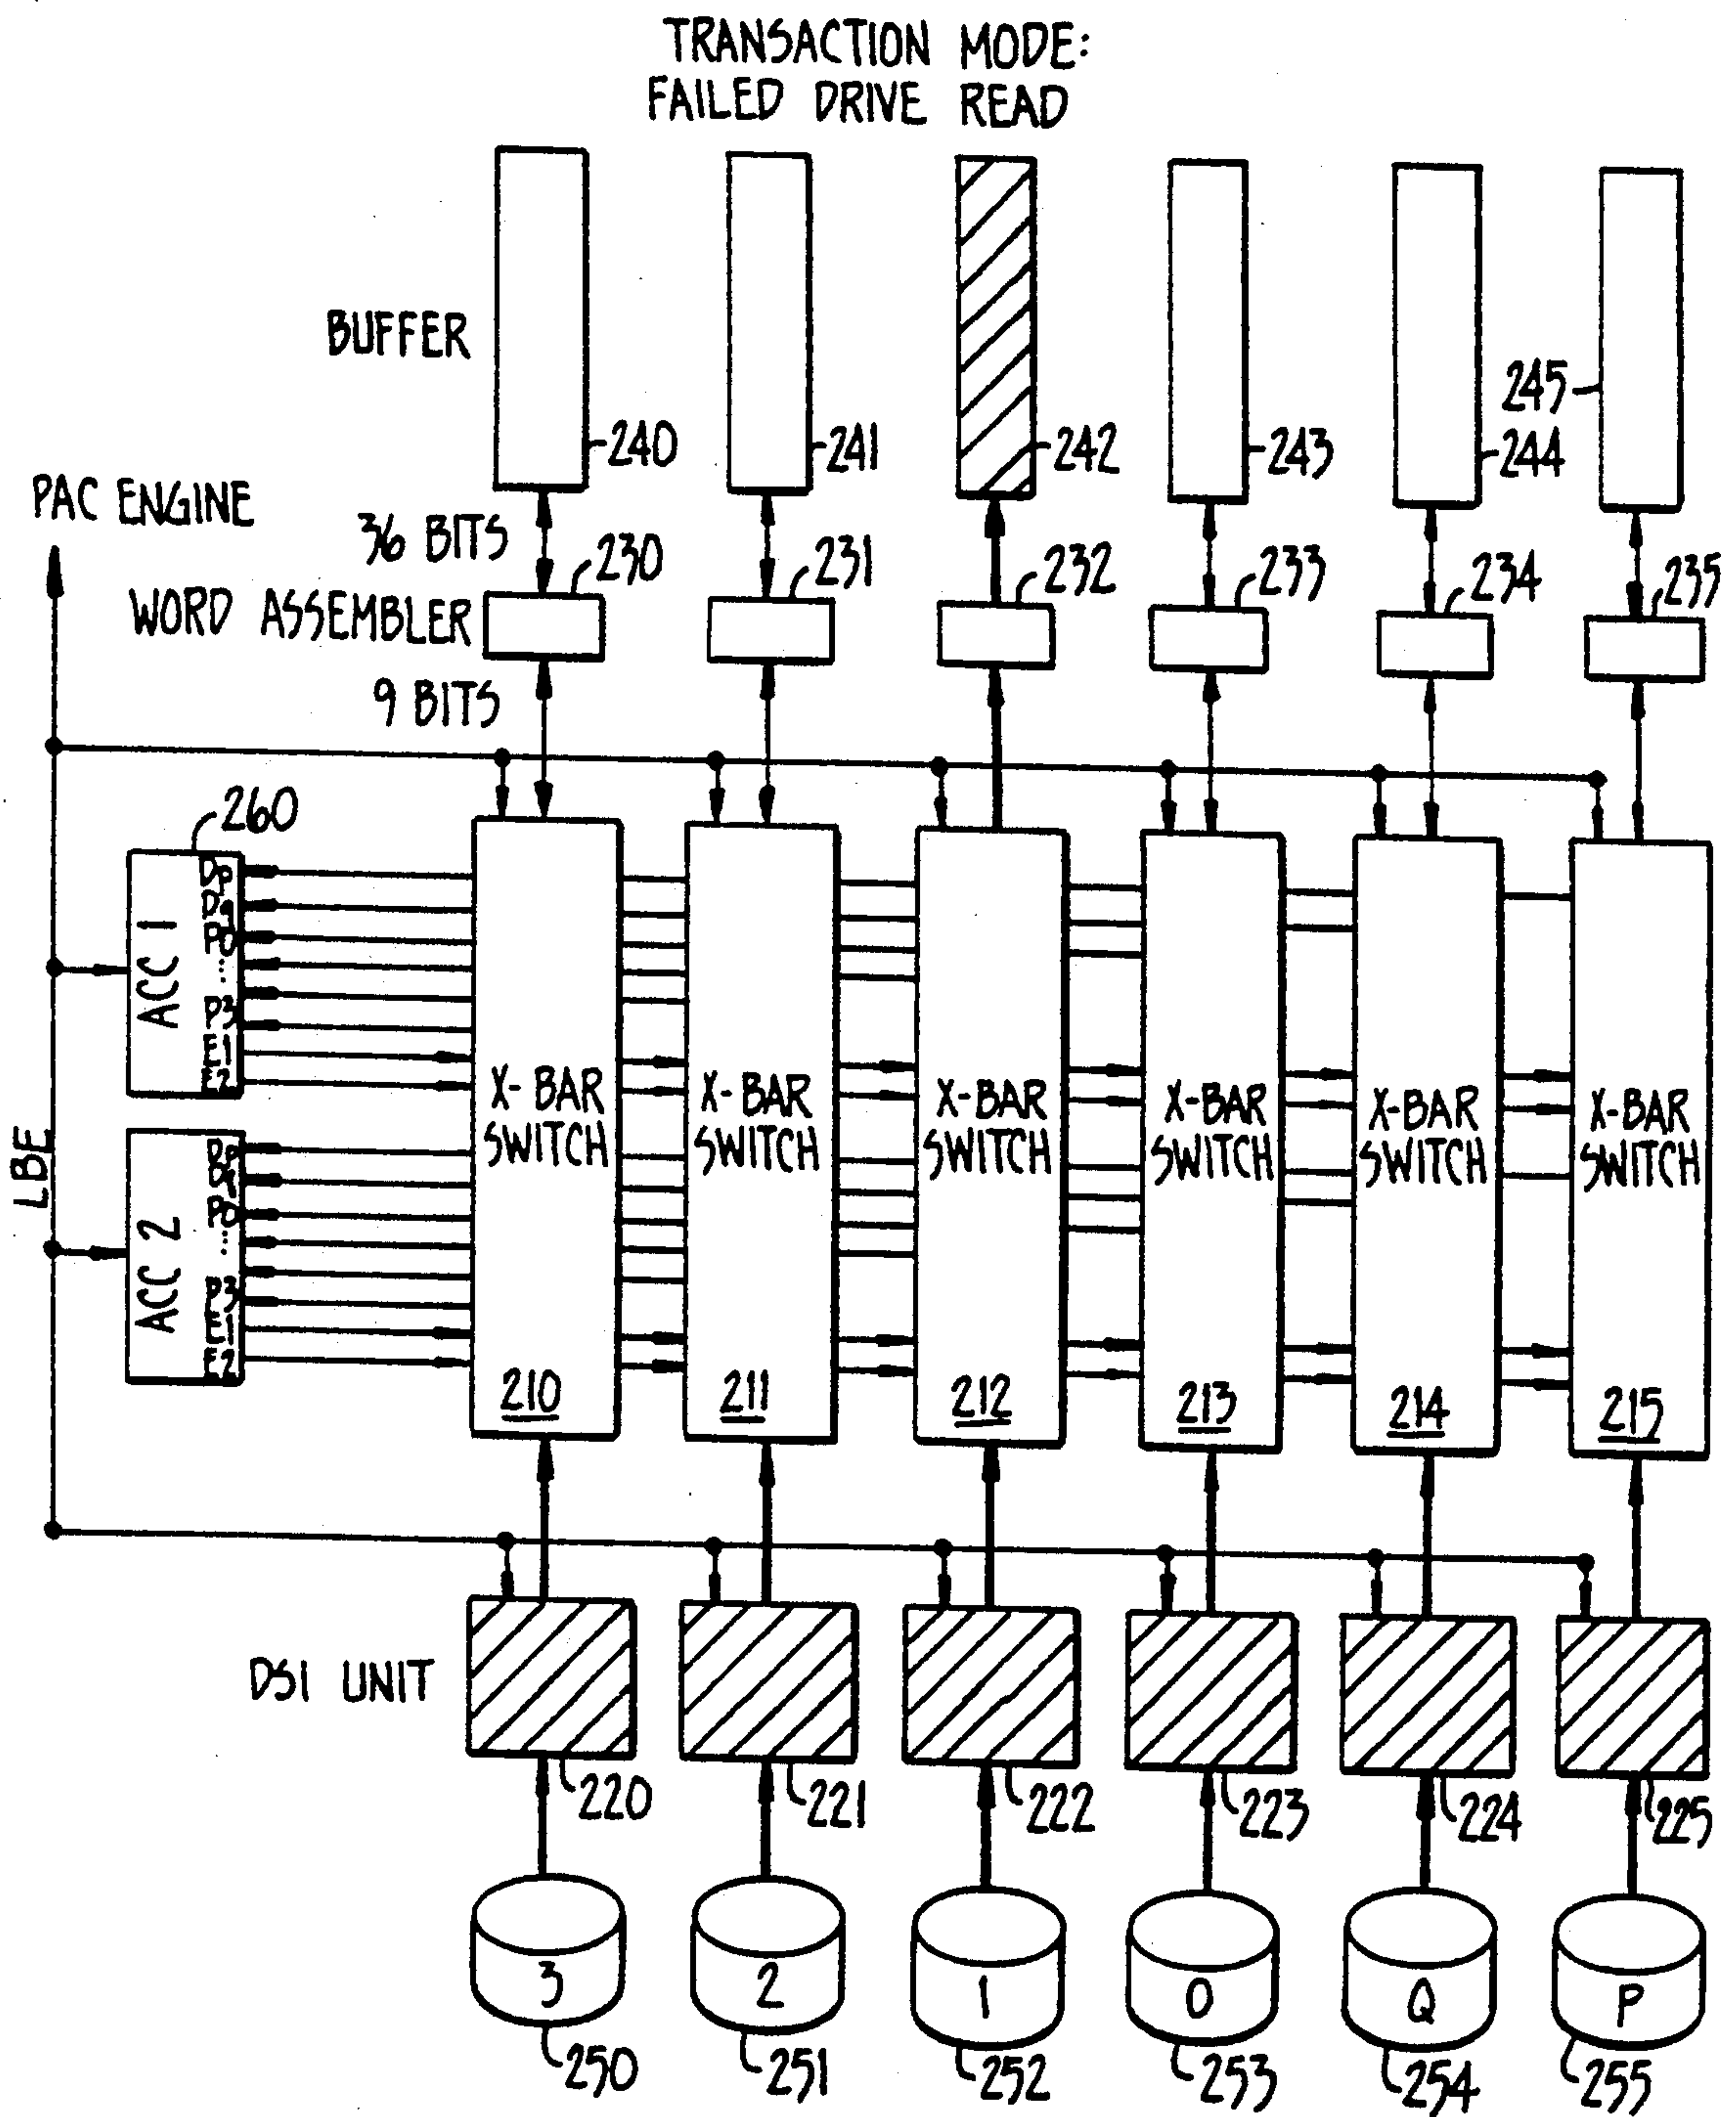 TRANSACTION MODE:
FAILED DRIVE READ
BUFFER
240
241
242
243
244
245
PAC ENGINE
36 BITS
230
231
232
233
234
235
WORD ASSEMBLER
9 BITS
260
ACC 1
Dp
Dq
P0
...
P3
E1
E2
X-BAR SWITCH
X-BAR SWITCH
X-BAR SWITCH
X-BAR SWITCH
X-BAR SWITCH
X-BAR SWITCH
LBE
ACC 2
Dp
Dq
P0
...
P3
E1
E2
210
211
212
213
214
215
DSI UNIT
220
221
222
223
224
225
3
2
1
0
Q
P
250
251
252
253
254
255